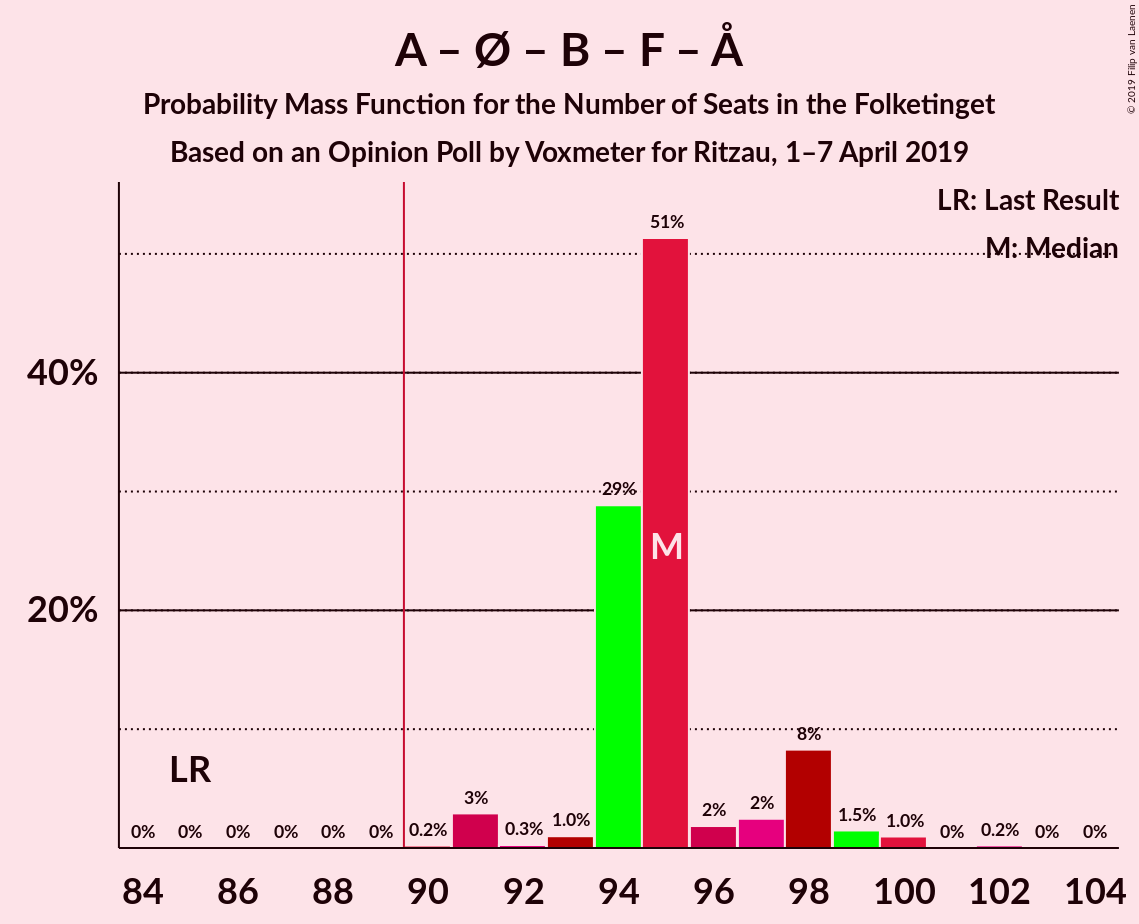 A – Ø – B – F – Å
Probability Mass Function for the Number of Seats in the Folketinget
Based on an Opinion Poll by Voxmeter for Ritzau, 1–7 April 2019
© 2019 Filip van Laenen
LR: Last Result
M: Median
51%
40%
29%
M
20%
8%
LR
3%
2%
2%
1.5%
1.0%
1.0%
0% 0% 0% 0% 0% 0% 0.2% 0.3% 0% 0.2% 0% 0%
84 86 88 90 92 94 96 98 100 102 104